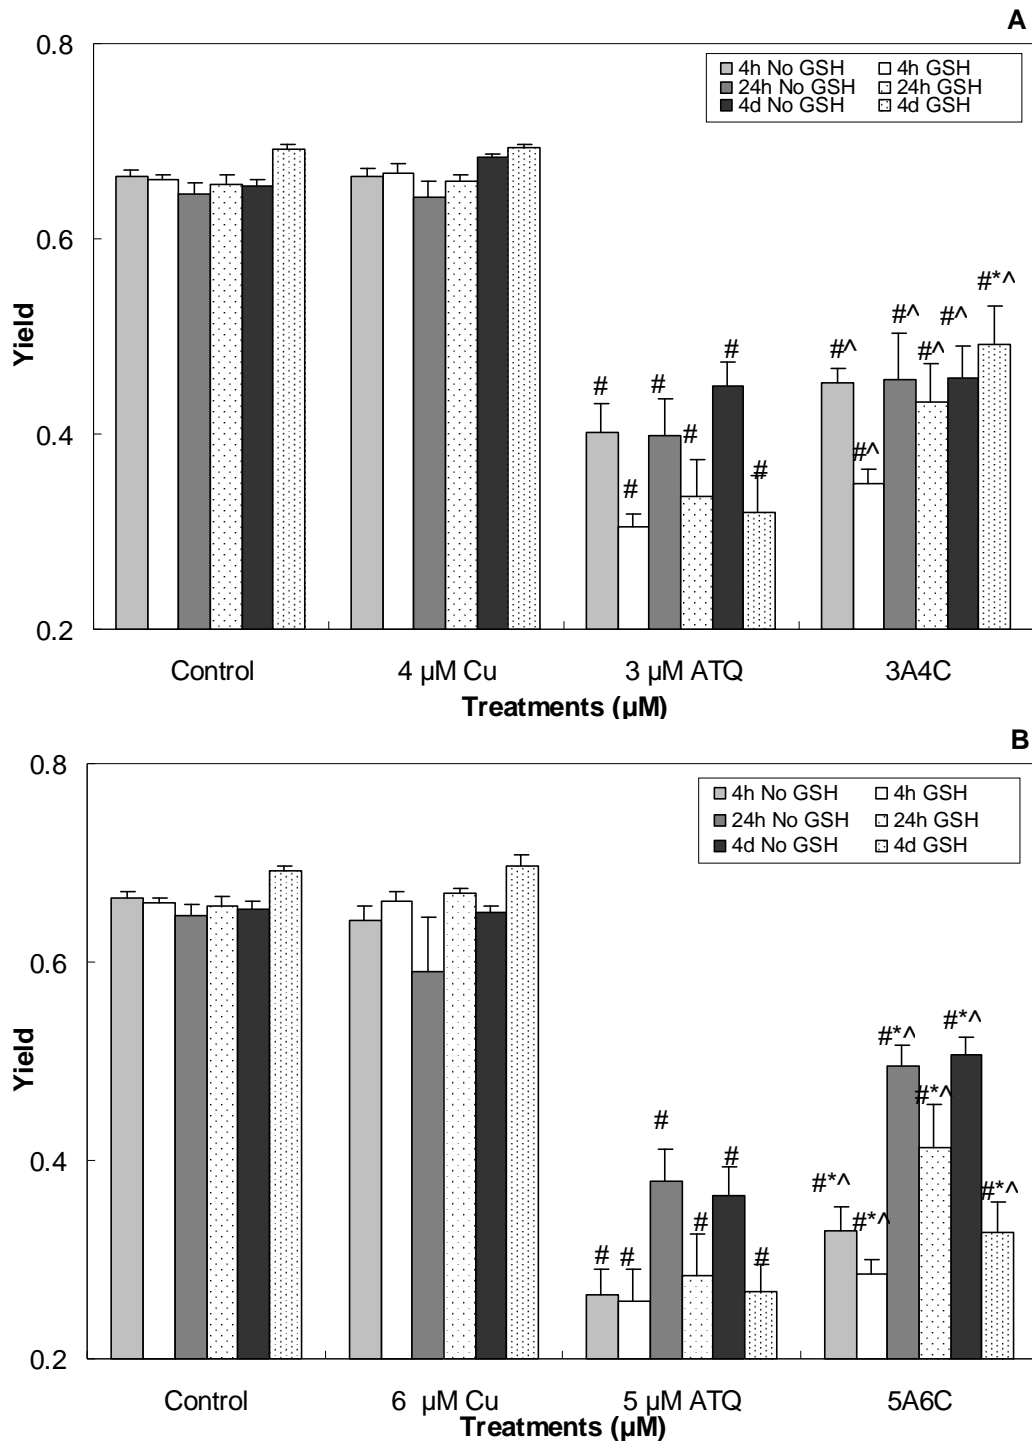 A
0.8
4h No GSH 4h GSH
24h No GSH 24h GSH
4d No GSH 4d GSH
0.6
#*^
#^ #^
# #^
Yield
# #
0.4
# #^
# #
0.2
Control 4 µM Cu 3 µM ATQ 3A4C
Treatments (µM)
B
0.8
4h No GSH 4h GSH
24h No GSH 24h GSH
4d No GSH 4d GSH
0.6
Yield
#*^ #*^
#
#*^
0.4
#
#*^ #*^
#*^
# # # #
0.2
Control 6 µM Cu 5 µM ATQ 5A6C
Treatments (µM)